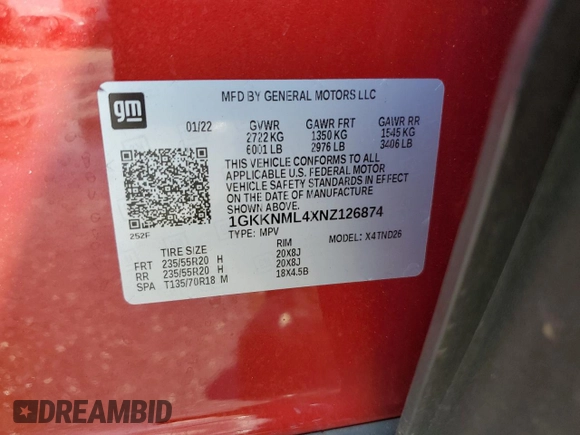 gm
MFD BY GENERAL MOTORS LLC
01/22 GVWR GAWR FRT GAWR RR
2722 KG 1350 KG 1545 KG
6001 LB 2976 LB 3406 LB
THIS VEHICLE CONFORMS TO ALL
APPLICABLE U.S. FEDERAL MOTOR
VEHICLE SAFETY STANDARDS IN EFFECT
ON THE DATE OF MANUFACTURE
SHOWN ABOVE.
1GKKNML4XNZ126874
252F TYPE: MPV MODEL: X4TND26
TIRE SIZE RIM
FRT 235/55R20 H 20X8J
RR 235/55R20 H 20X8J
SPA T135/70R18 M 18X4.5B
DREAMBID